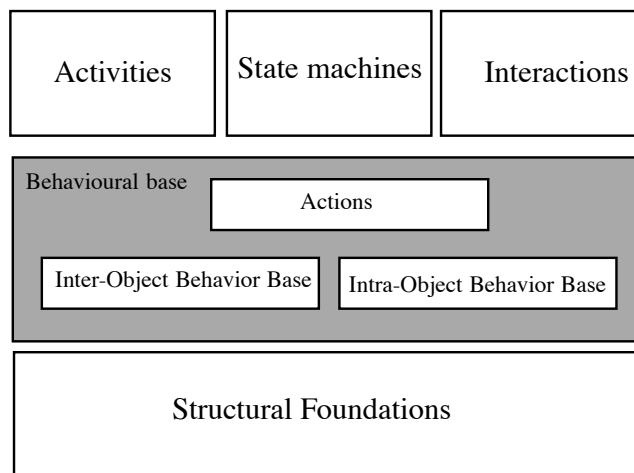 Activities
State machines
Interactions
Behavioural base
Actions
Inter-Object Behavior Base
Intra-Object Behavior Base
Structural Foundations